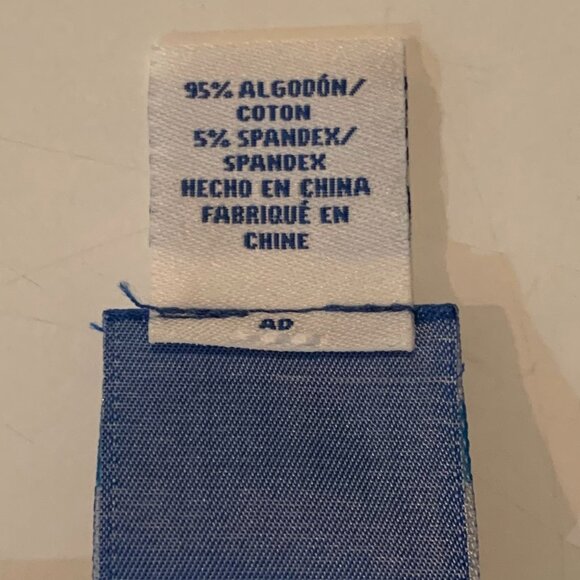 95% ALGODÓN/
COTON
5% SPANDEX/
SPANDEX
HECHO EN CHINA
FABRIQUÉ EN
CHINE
AD